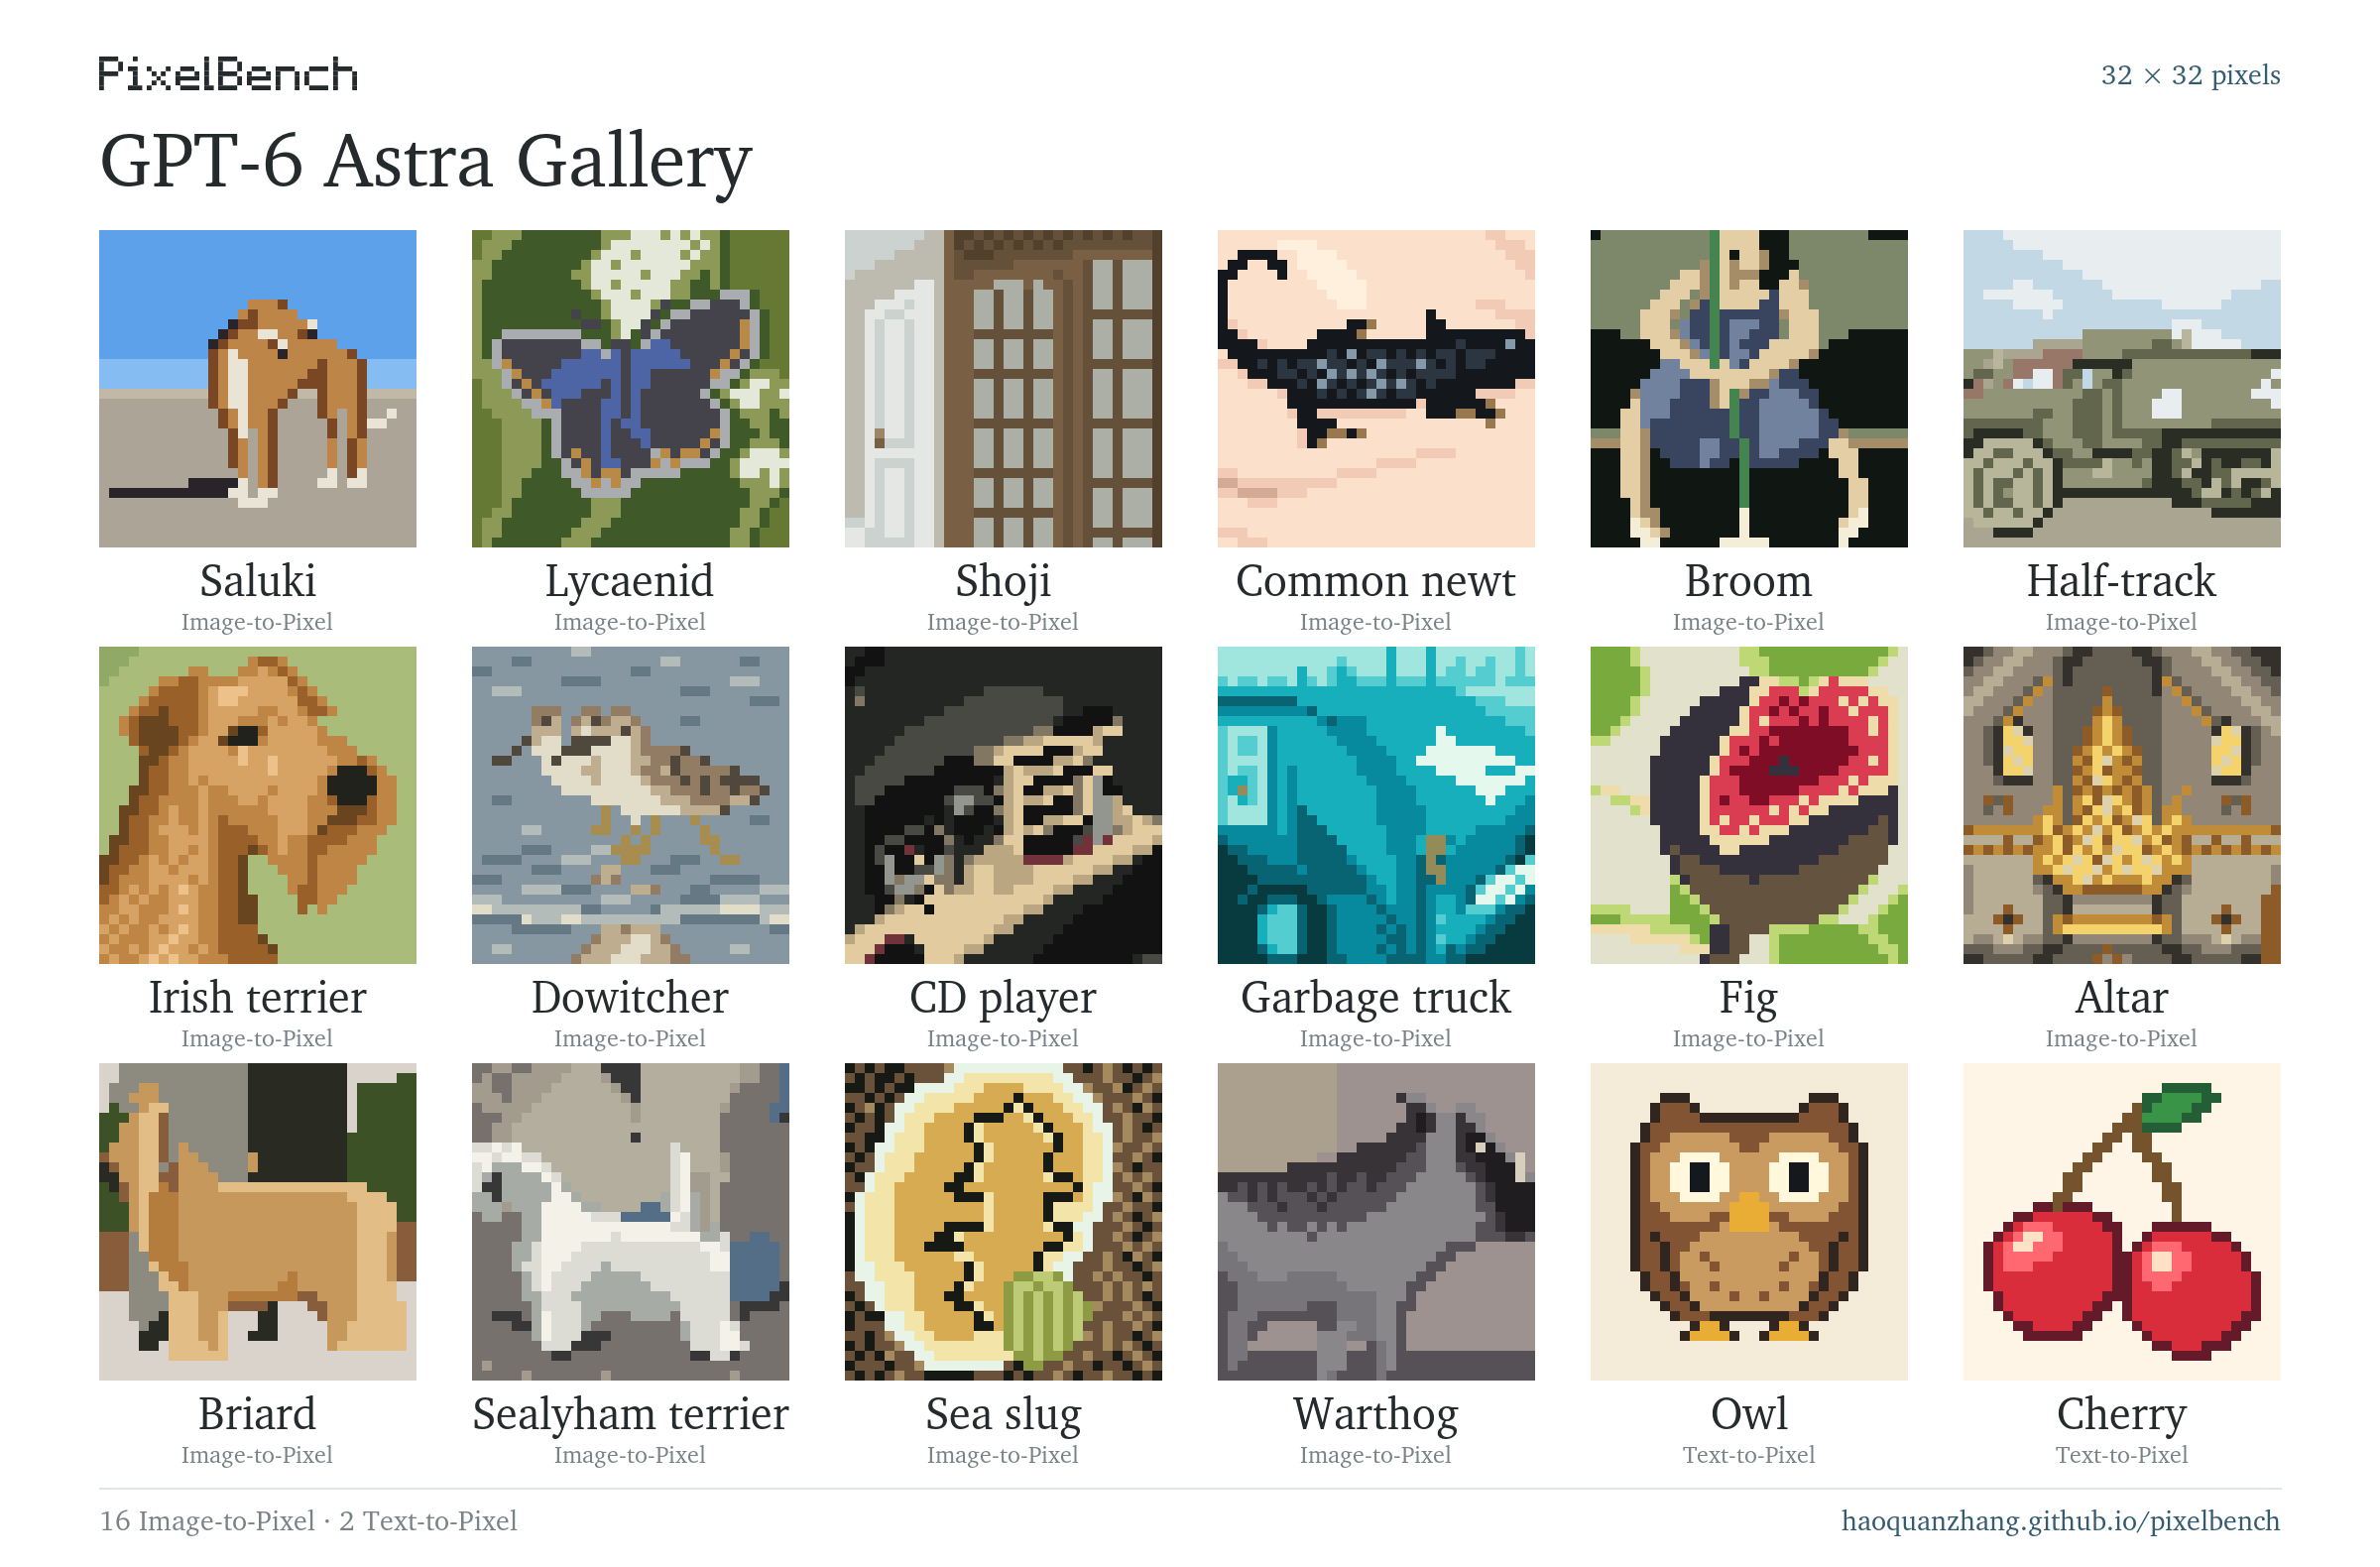 PixelBench
32 × 32 pixels
GPT-6 Astra Gallery
Saluki
Image-to-Pixel
Lycaenid
Image-to-Pixel
Shoji
Image-to-Pixel
Common newt
Image-to-Pixel
Broom
Image-to-Pixel
Half-track
Image-to-Pixel
Irish terrier
Image-to-Pixel
Dowitcher
Image-to-Pixel
CD player
Image-to-Pixel
Garbage truck
Image-to-Pixel
Fig
Image-to-Pixel
Altar
Image-to-Pixel
Briard
Image-to-Pixel
Sealyham terrier
Image-to-Pixel
Sea slug
Image-to-Pixel
Warthog
Image-to-Pixel
Owl
Text-to-Pixel
Cherry
Text-to-Pixel
16 Image-to-Pixel · 2 Text-to-Pixel
haoquanzhang.github.io/pixelbench